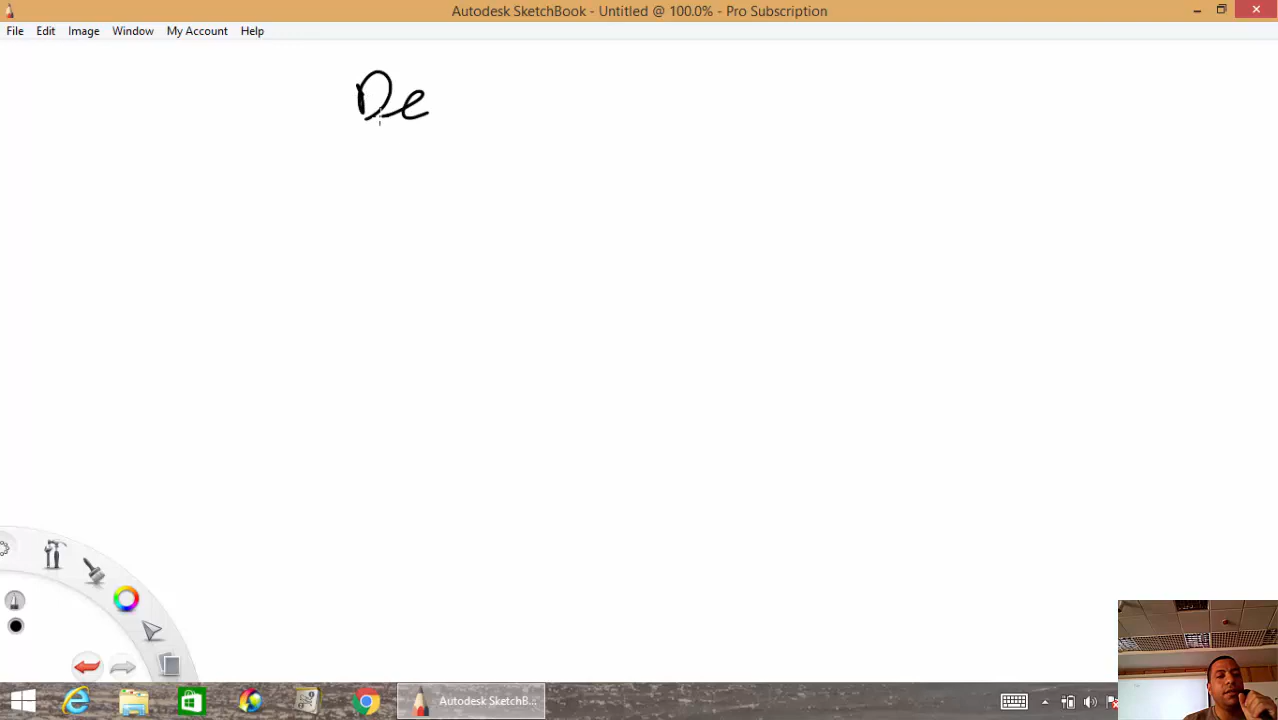 Autodesk SketchBook - Untitled @ 100.0% - Pro Subscription
File Edit Image Window My Account Help
De
Autodesk SketchB...